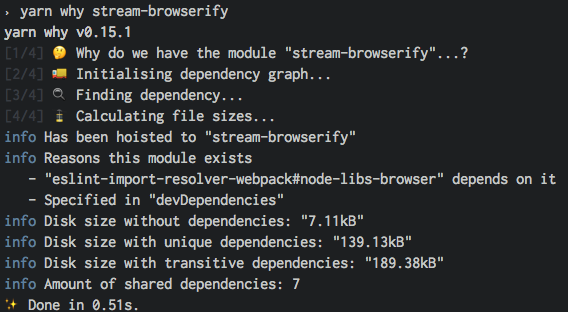 › yarn why stream-browserify
yarn why v0.15.1
[1/4] 🤔 Why do we have the module "stream-browserify"...?
[2/4] 🚚 Initialising dependency graph...
[3/4] 🔍 Finding dependency...
[4/4] 🚡 Calculating file sizes...
info Has been hoisted to "stream-browserify"
info Reasons this module exists
   - "eslint-import-resolver-webpack#node-libs-browser" depends on it
   - Specified in "devDependencies"
info Disk size without dependencies: "7.11kB"
info Disk size with unique dependencies: "139.13kB"
info Disk size with transitive dependencies: "189.38kB"
info Amount of shared dependencies: 7
✨ Done in 0.51s.